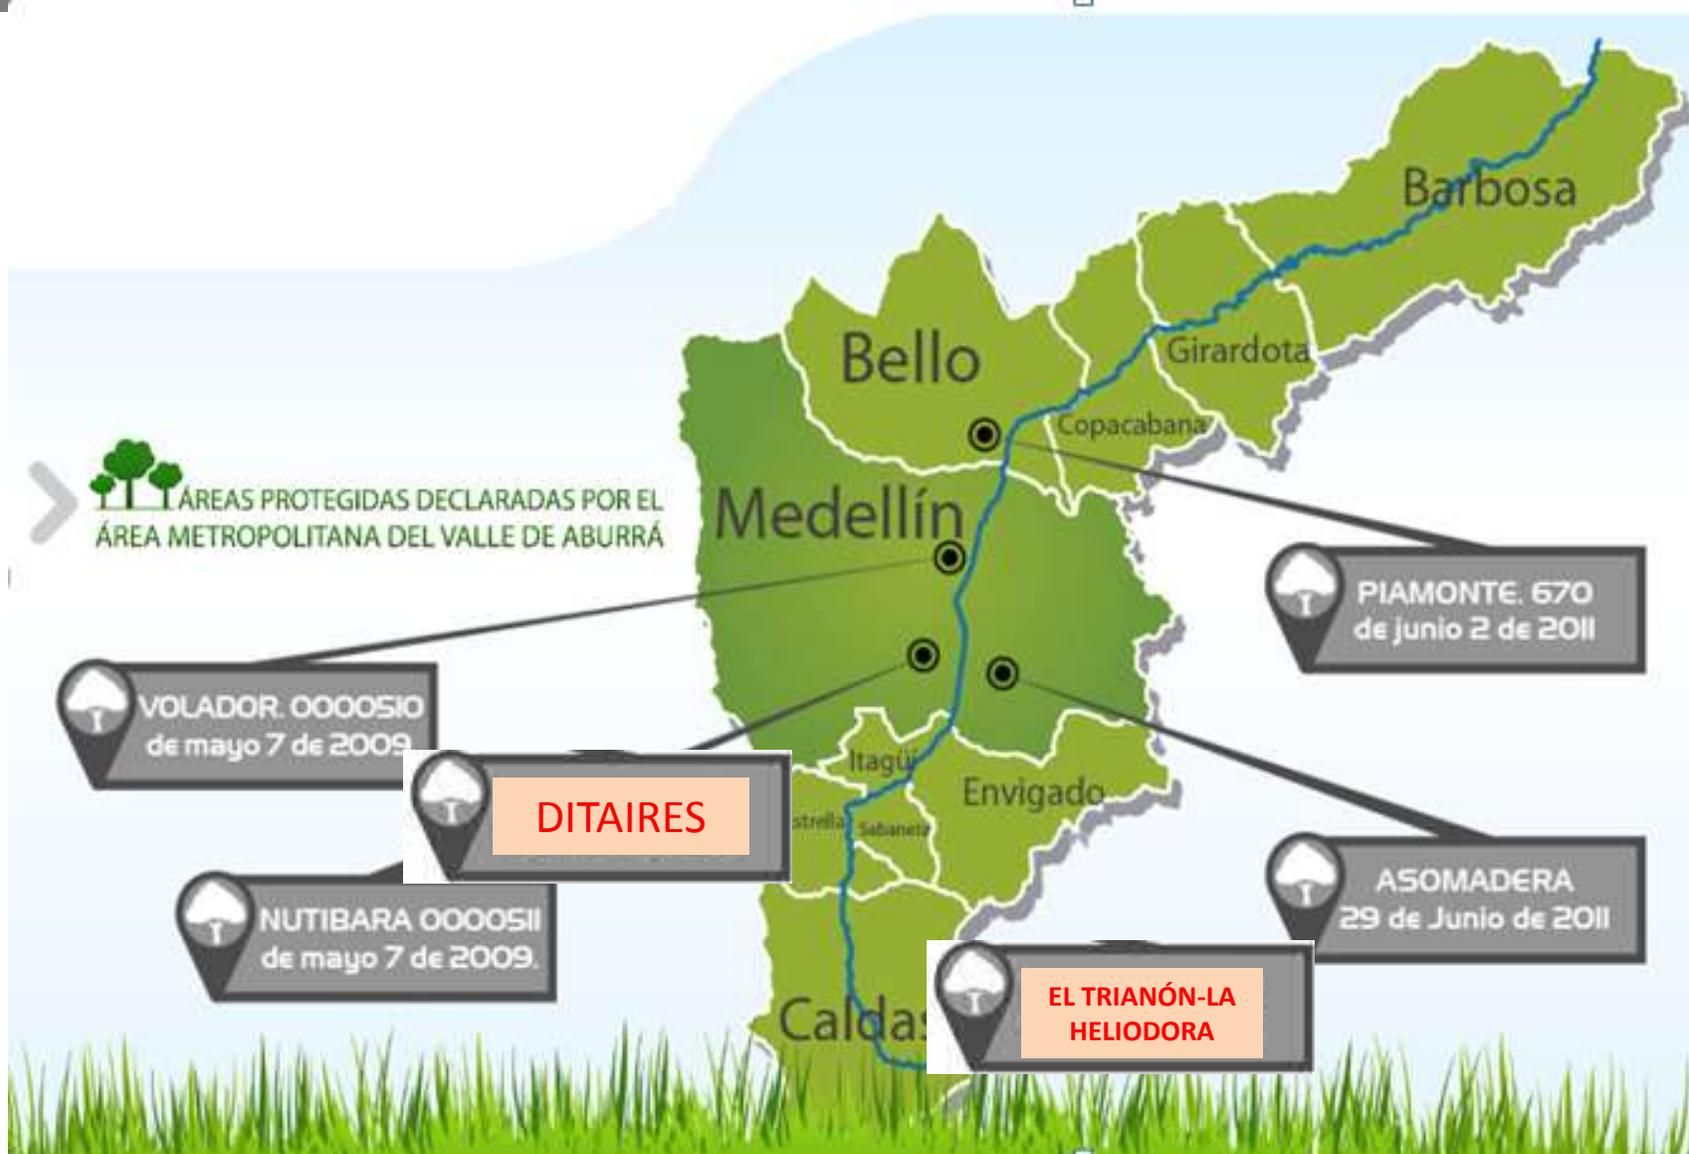 Barbosa
Bello
Girardota
Copacabana
ÁREAS PROTEGIDAS DECLARADAS POR EL
ÁREA METROPOLITANA DEL VALLE DE ABURRÁ
Medellín
PIAMONTE. 670
de junio 2 de 2011
VOLADOR. 0000510
de mayo 7 de 2009
Itagüí
Envigado
DITAIRES
strella
Sabaneta
ASOMADERA
29 de Junio de 2011
NUTIBARA 0000511
de mayo 7 de 2009.
Caldas
EL TRIANÓN-LA
HELIODORA